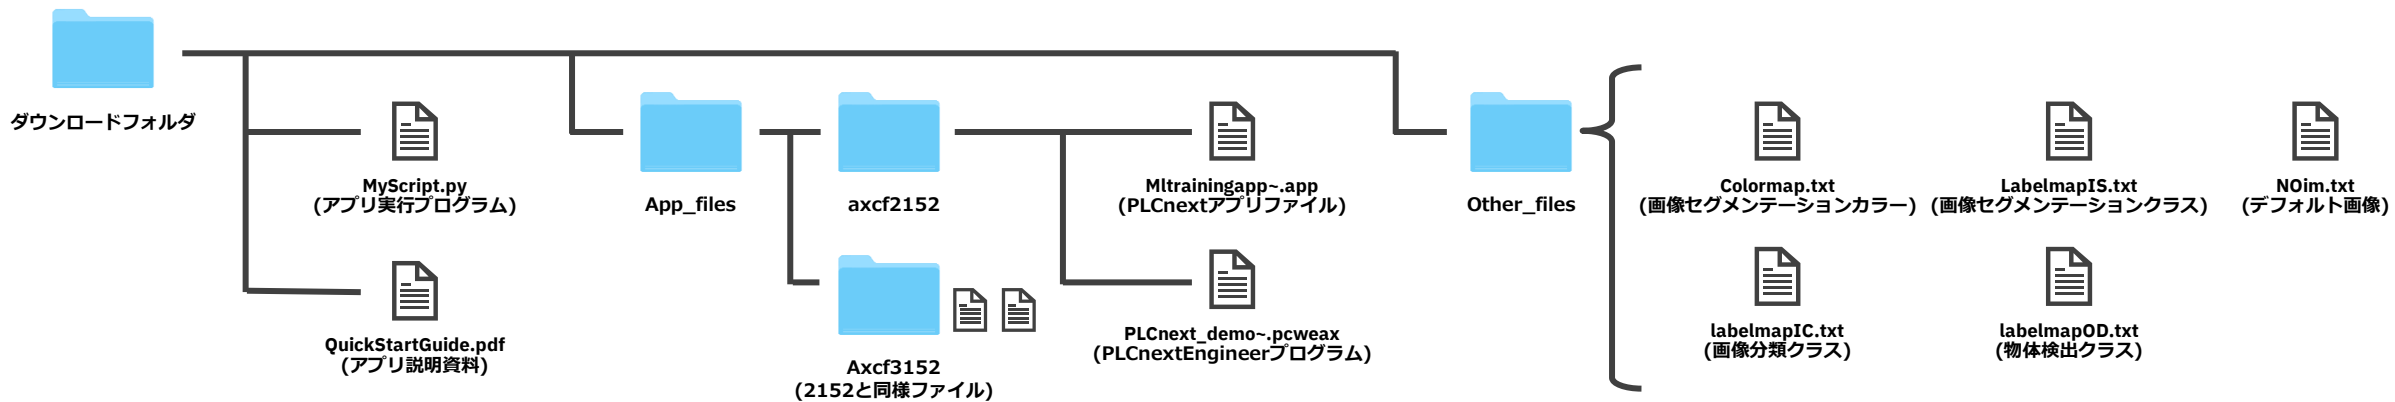 ダウンロードフォルダ
MyScript.py
(アプリ実行プログラム)
QuickStartGuide.pdf
(アプリ説明資料)
App_files
axcf2152
Axcf3152
(2152と同様ファイル)
Mltrainingapp~.app
(PLCnextアプリファイル)
PLCnext_demo~.pcweax
(PLCnextEngineerプログラム)
Other_files
Colormap.txt
(画像セグメンテーションカラー)
LabelmapIS.txt
(画像セグメンテーションクラス)
NOim.txt
(デフォルト画像)
labelmapIC.txt
(画像分類クラス)
labelmapOD.txt
(物体検出クラス)